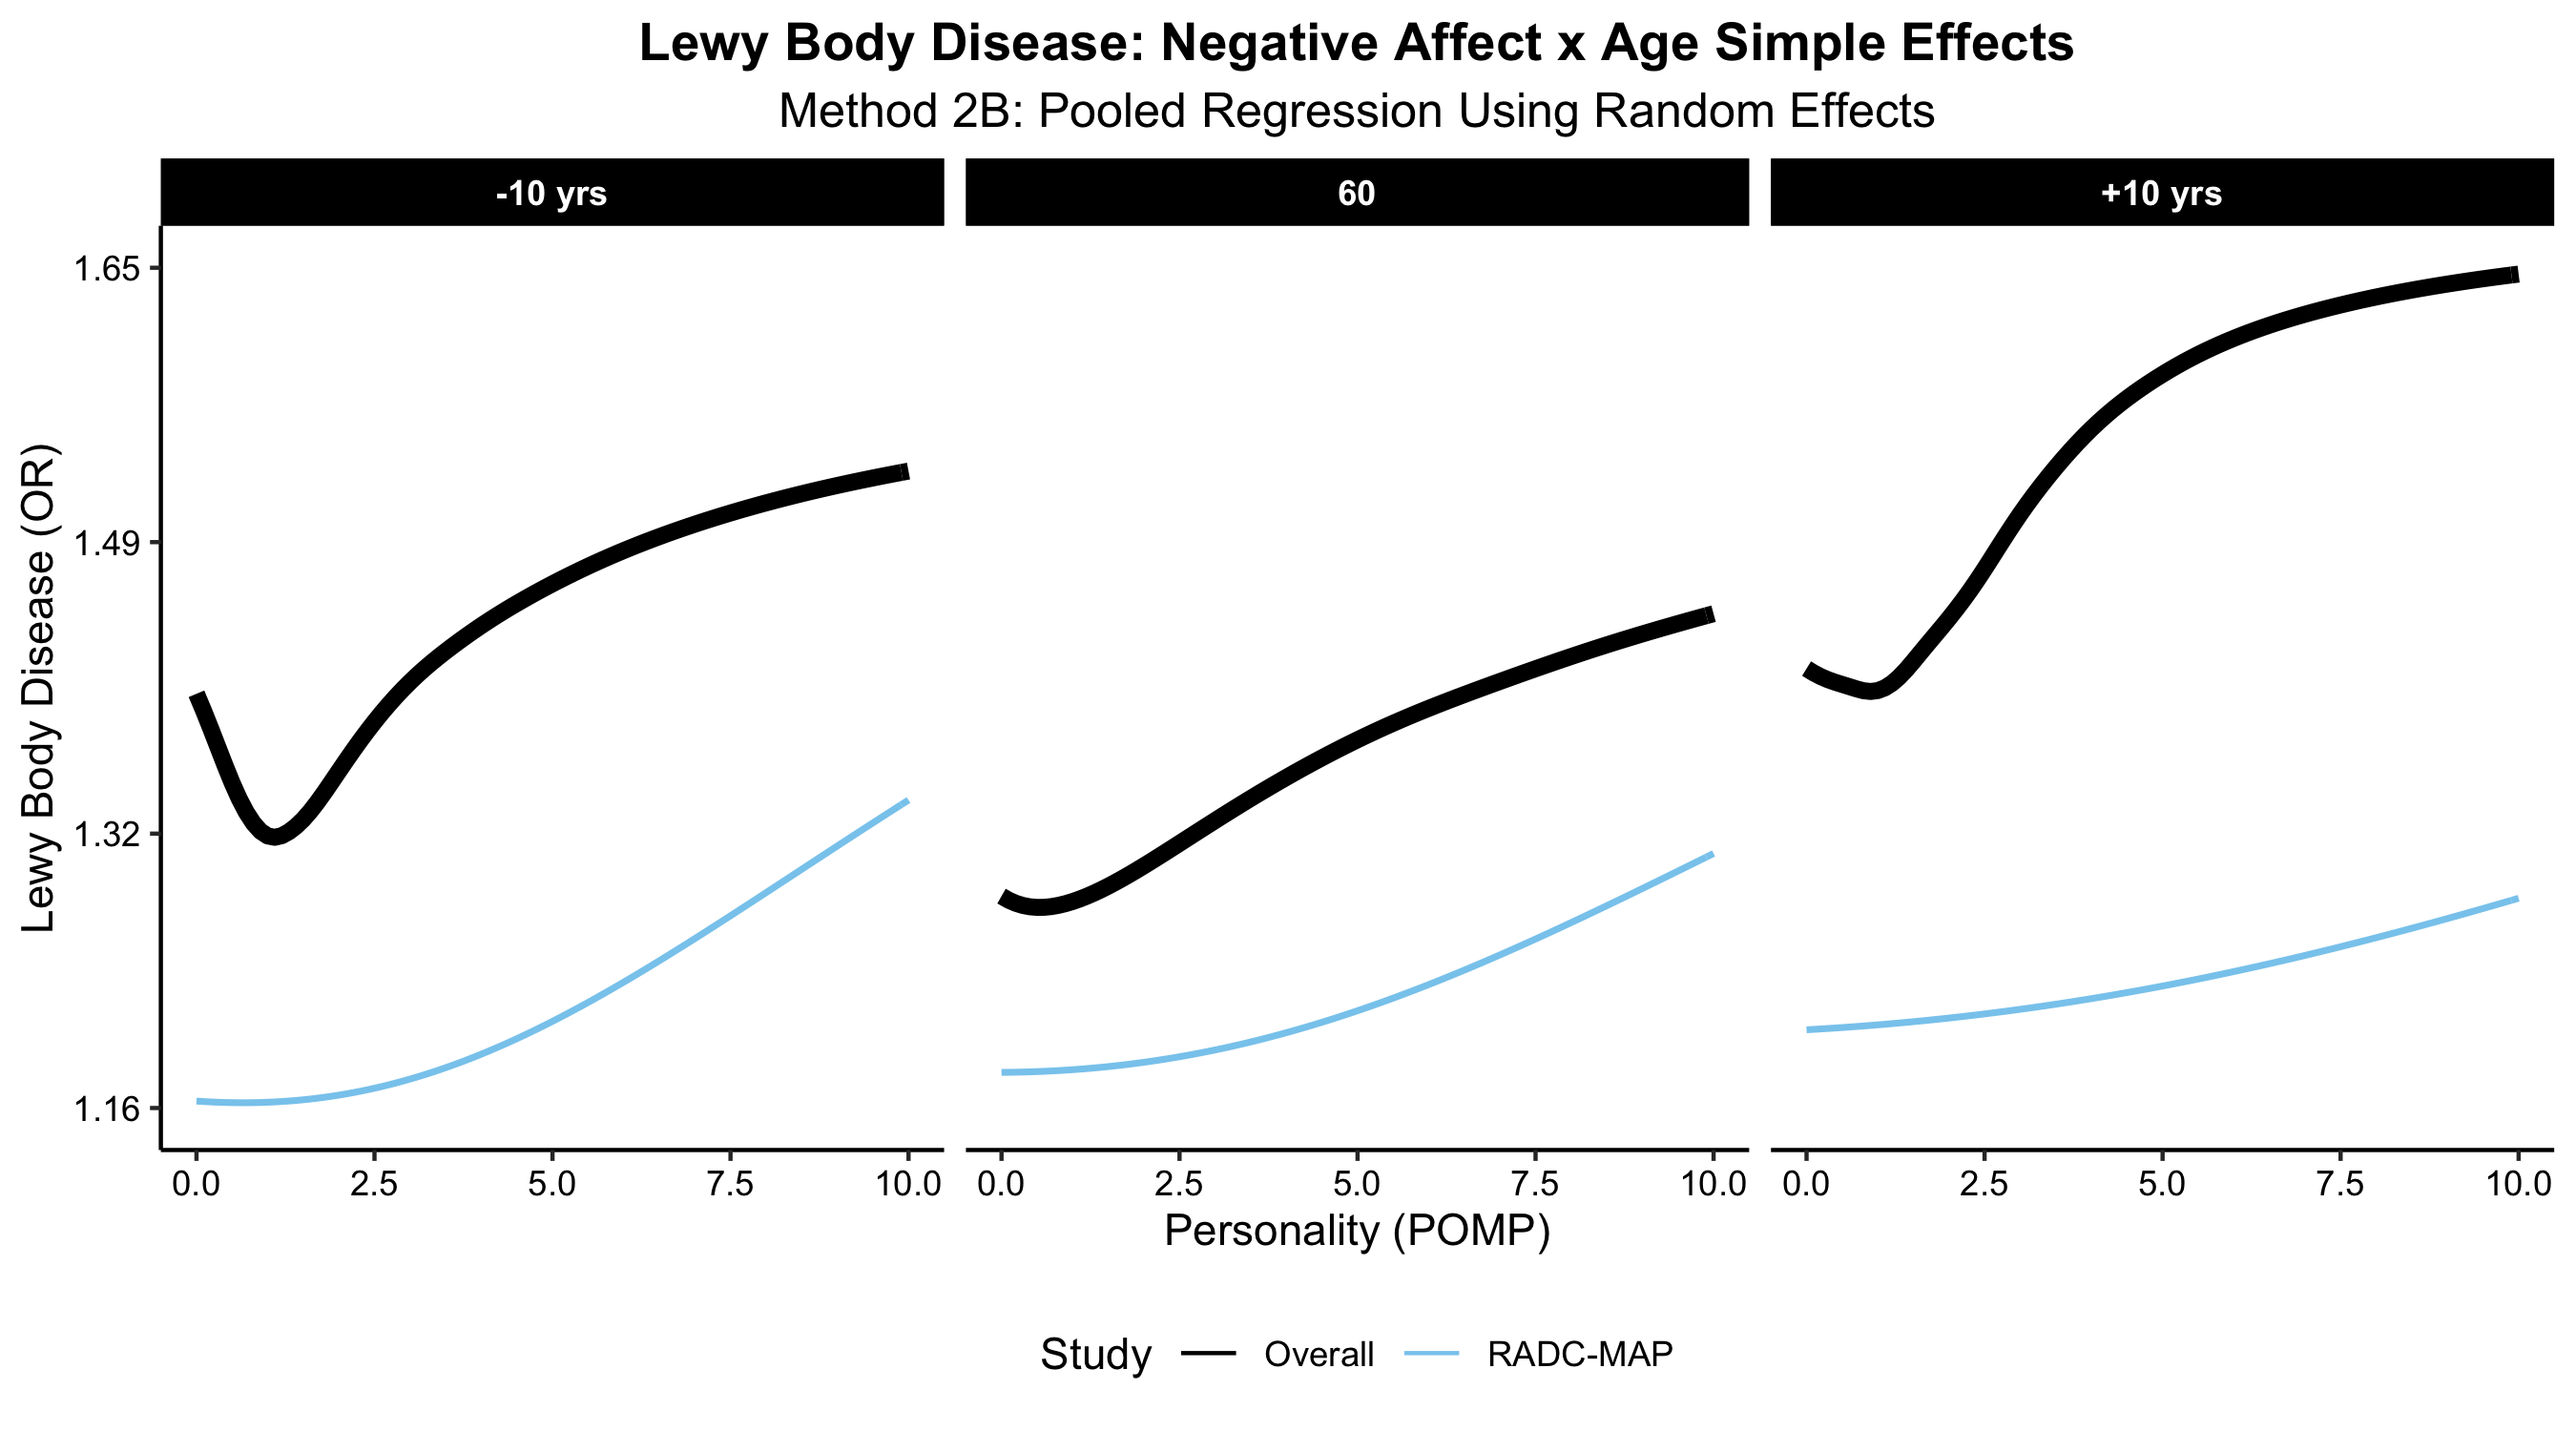 Lewy Body Disease: Negative Affect x Age Simple Effects
Method 2B: Pooled Regression Using Random Effects
-10 yrs 60 +10 yrs
Lewy Body Disease (OR)
1.65
1.49
1.32
1.16
0.0 2.5 5.0 7.5 10.0 0.0 2.5 5.0 7.5 10.0 0.0 2.5 5.0 7.5 10.0
Personality (POMP)
Study Overall RADC-MAP